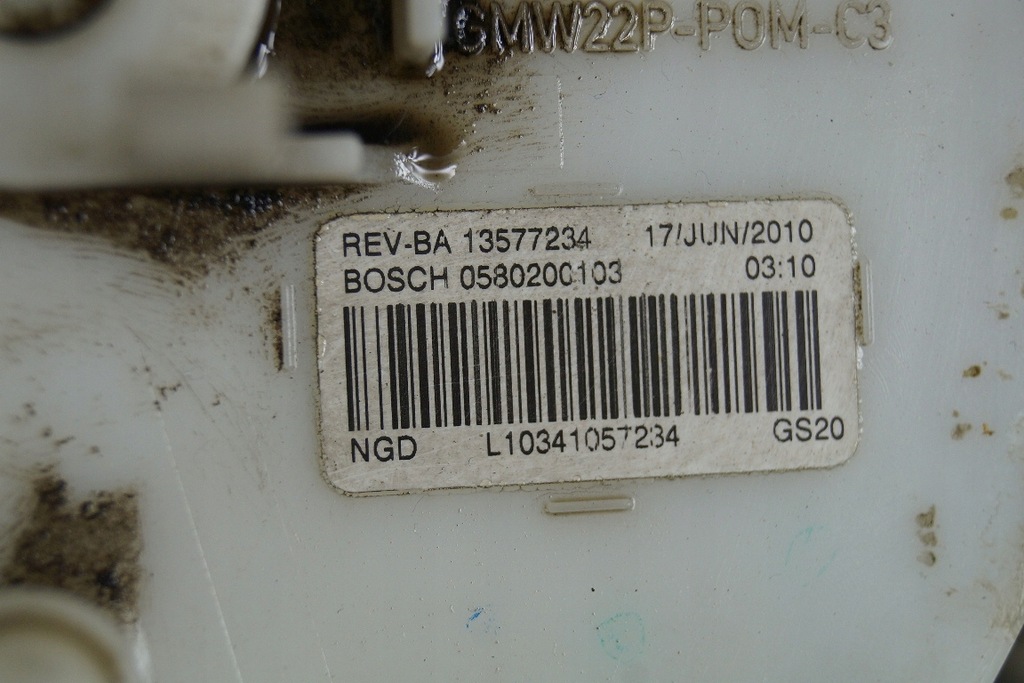 GMW22P-POM-C3
REV-BA 13577234 17/JUN/2010
BOSCH 0580200103 03:10
NGD L10341057234 GS20